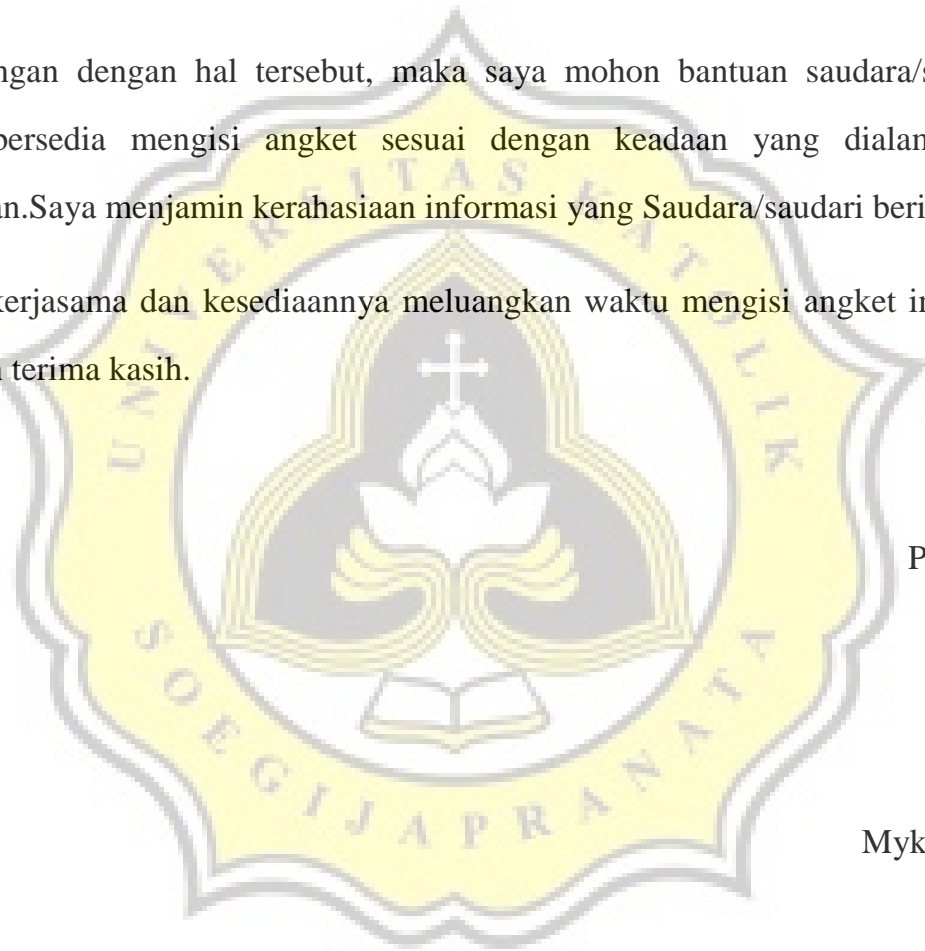 ngan dengan hal tersebut, maka saya mohon bantuan saudara/s
bersedia mengisi angket sesuai dengan keadaan yang dialan
an.Saya menjamin kerahasiaan informasi yang Saudara/saudari beri
kerjasama dan kesediaannya meluangkan waktu mengisi angket in
terima kasih.
P
Myk
UNIVERSITAS KATOLIK
SOEGIJAPRANATA